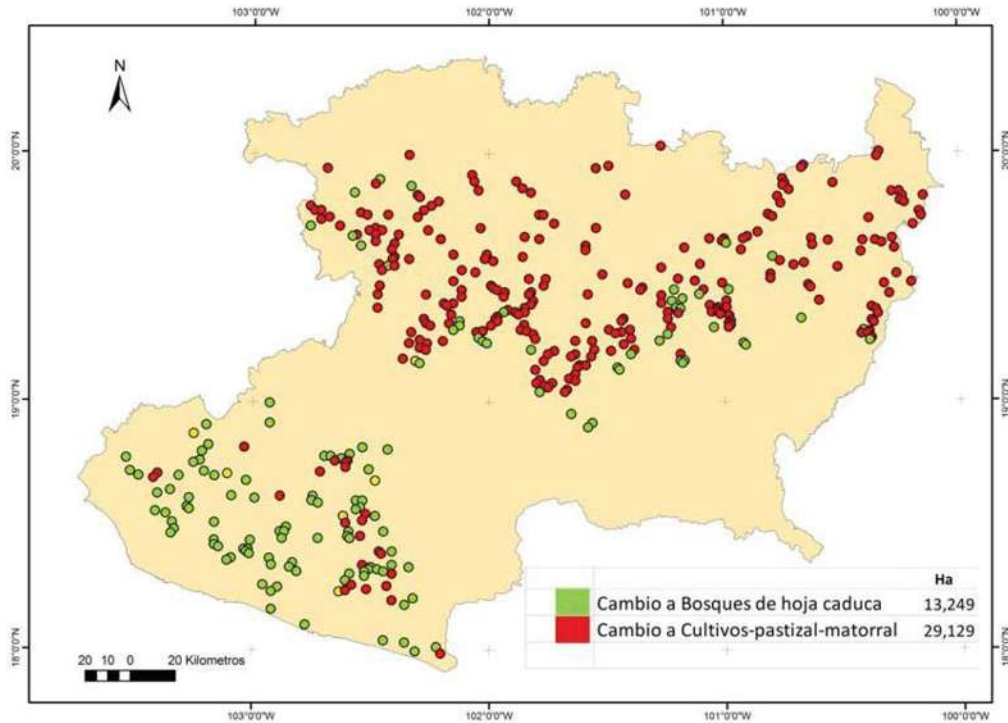 103°0'0"W 102°0'0"W 101°0'0"W 100°0'0"W
N
20°0'0"N 20°0'0"N
19°0'0"N 19°0'0"N
Ha
Cambio a Bosques de hoja caduca 13,249
Cambio a Cultivos-pastizal-matorral 29,129
18°0'0"N 18°0'0"N
20 10 0 20 Kilometros
103°0'0"W 102°0'0"W 101°0'0"W 100°0'0"W